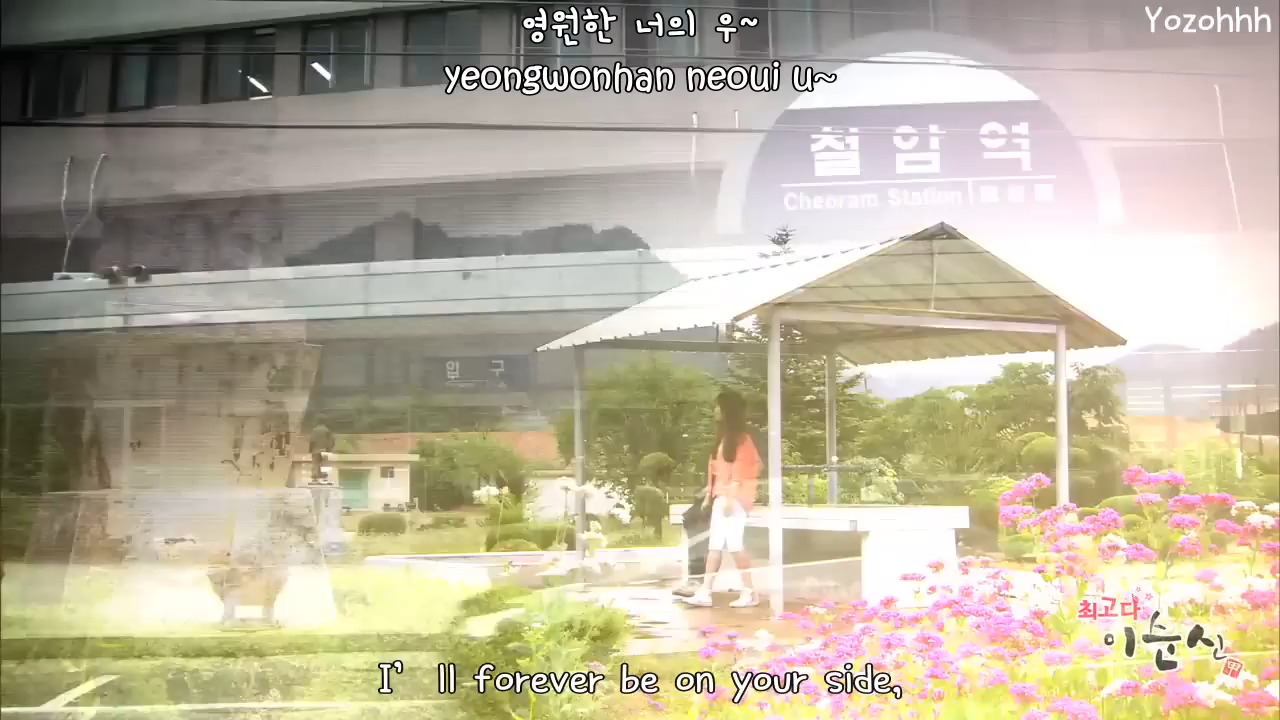 영원한 너의 우~
Yozohhh
yeongwonhan neoui u~
철암역
Cheoram Station
입구
최고다
이순신
I'll forever be on your side,